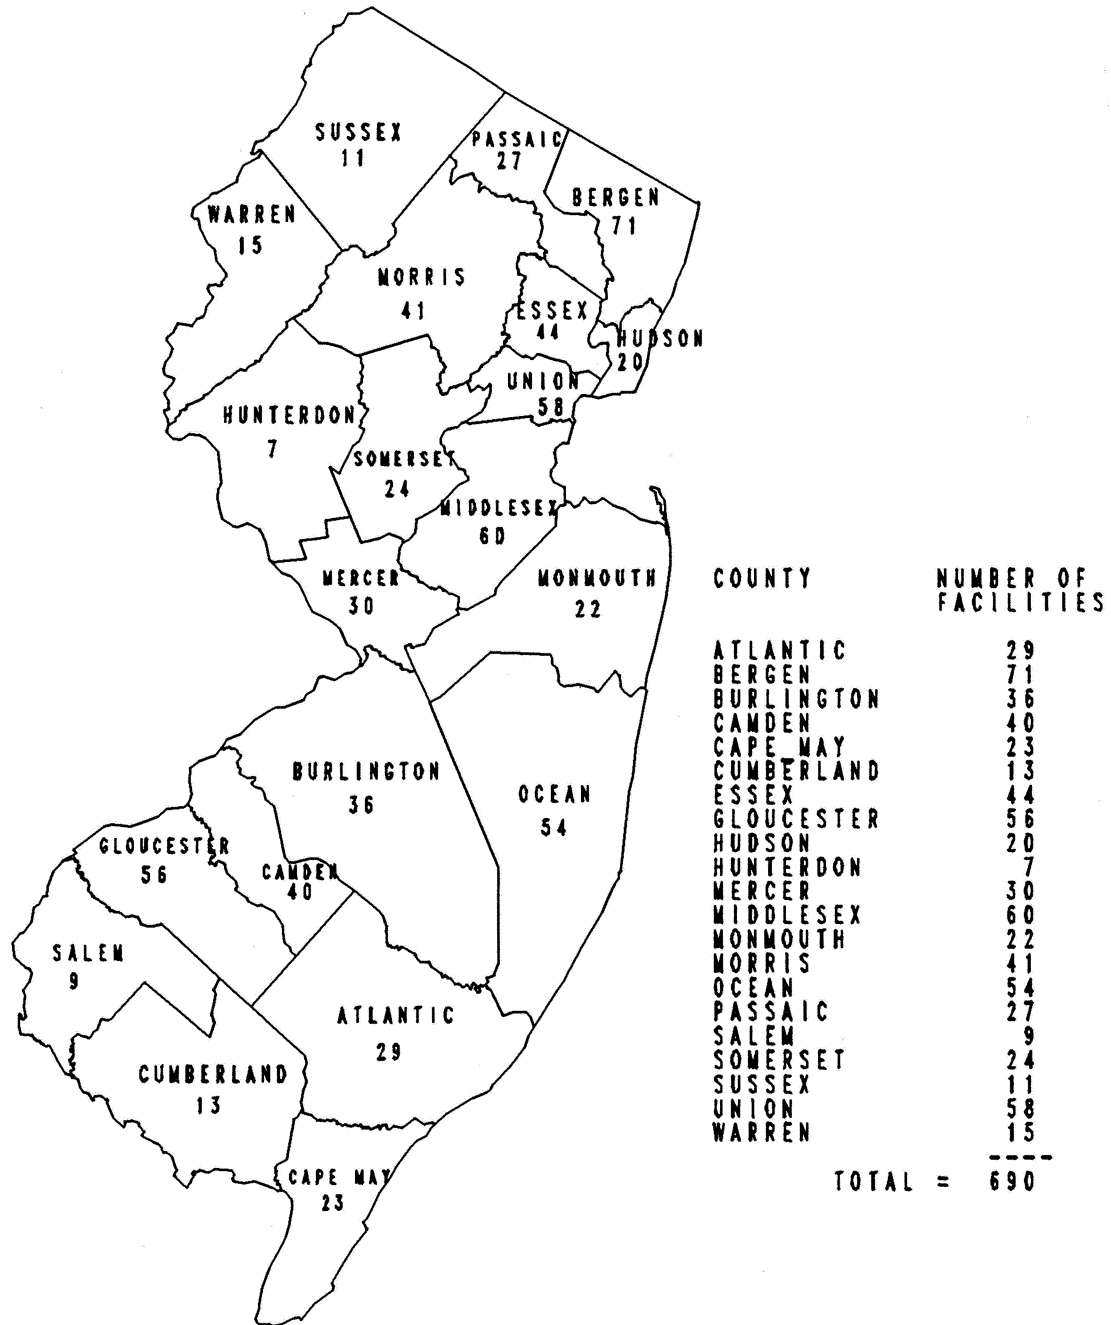 SUSSEX
11
PASSAIC
27
BERGEN
71
WARREN
15
MORRIS
41
ESSEX
44
HUDSON
20
UNION
58
HUNTERDON
7
SOMERSET
24
MIDDLESEX
60
MERCER
30
MONMOUTH
22
BURLINGTON
36
OCEAN
54
GLOUCESTER
56
CAMDEN
40
SALEM
9
ATLANTIC
29
CUMBERLAND
13
CAPE MAY
23
COUNTY NUMBER OF
FACILITIES
ATLANTIC 29
BERGEN 71
BURLINGTON 36
CAMDEN 40
CAPE_MAY 23
CUMBERLAND 13
ESSEX 44
GLOUCESTER 56
HUDSON 20
HUNTERDON 7
MERCER 30
MIDDLESEX 60
MONMOUTH 22
MORRIS 41
OCEAN 54
PASSAIC 27
SALEM 9
SOMERSET 24
SUSSEX 11
UNION 58
WARREN 15
----
TOTAL = 690